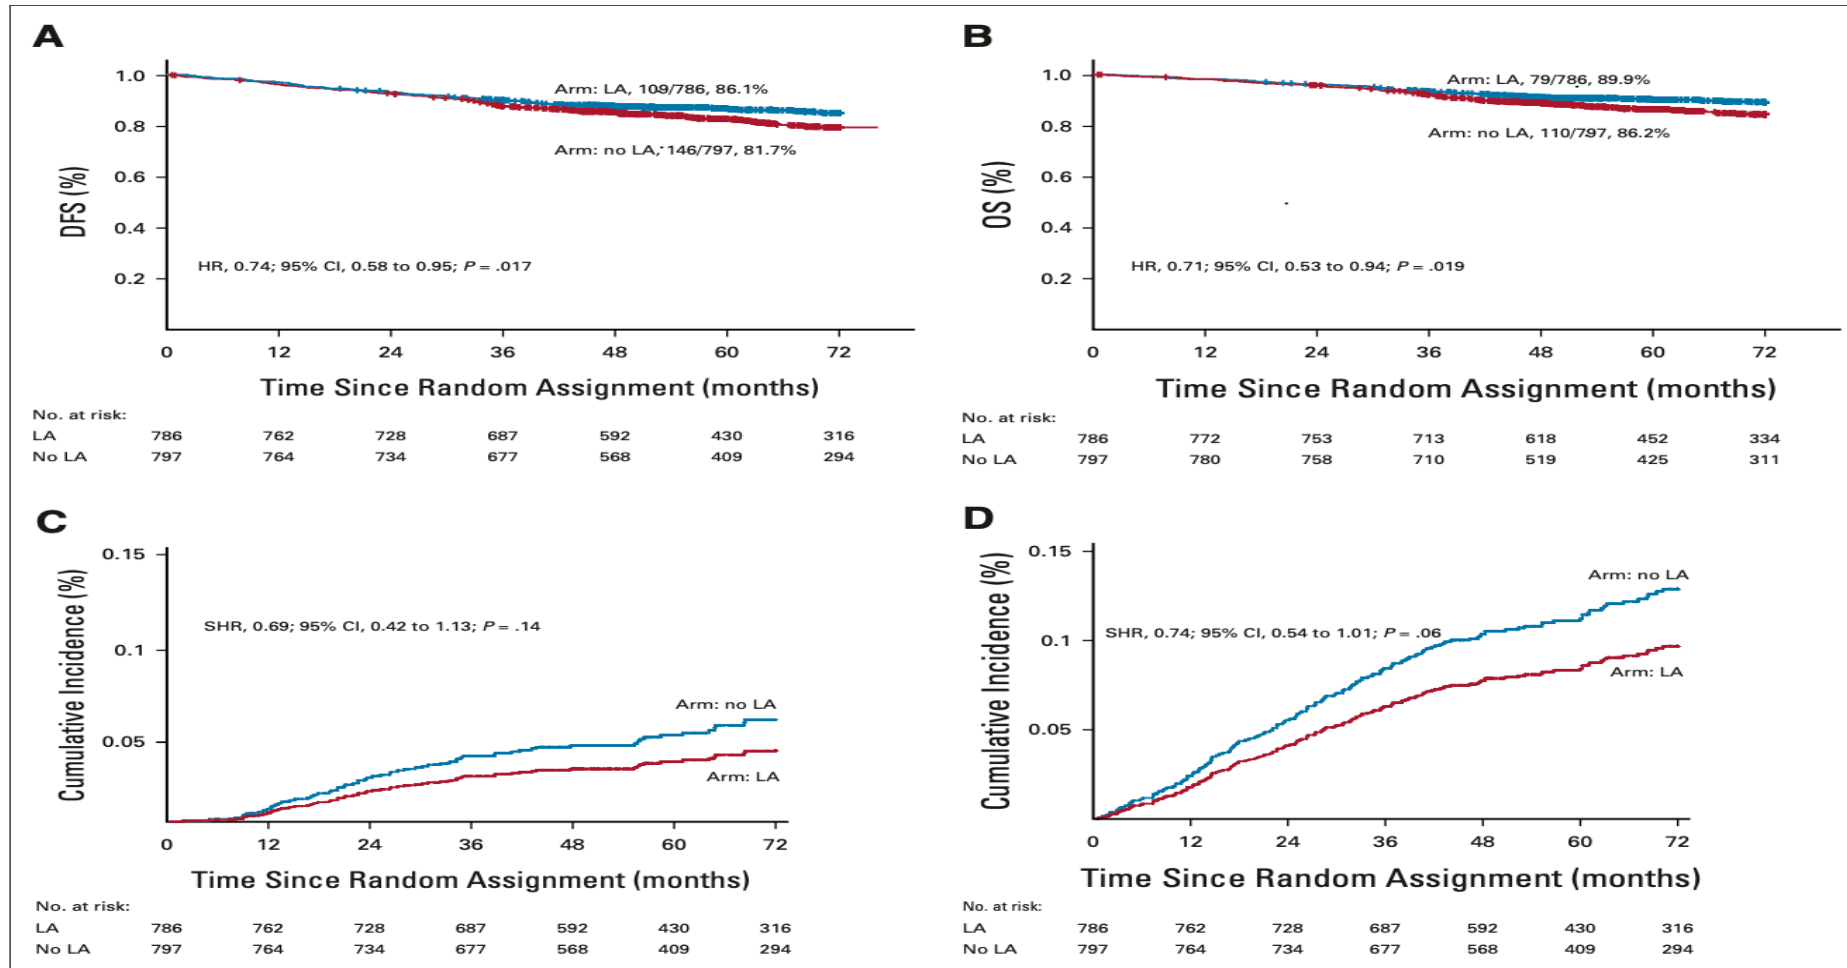 A
DFS (%)
1.0
0.8
0.6
0.4
0.2
Arm: LA, 109/786, 86.1%
Arm: no LA, 146/797, 81.7%
HR, 0.74; 95% CI, 0.58 to 0.95; P = .017
0 12 24 36 48 60 72
Time Since Random Assignment (months)
No. at risk:
LA 786 762 728 687 592 430 316
No LA 797 764 734 677 568 409 294
B
OS (%)
1.0
0.8
0.6
0.4
0.2
Arm: LA, 79/786, 89.9%
Arm: no LA, 110/797, 86.2%
HR, 0.71; 95% CI, 0.53 to 0.94; P = .019
0 12 24 36 48 60 72
Time Since Random Assignment (months)
No. at risk:
LA 786 772 753 713 618 452 334
No LA 797 780 758 710 519 425 311
C
Cumulative Incidence (%)
0.15
0.1
0.05
SHR, 0.69; 95% CI, 0.42 to 1.13; P = .14
Arm: no LA
Arm: LA
0 12 24 36 48 60 72
Time Since Random Assignment (months)
No. at risk:
LA 786 762 728 687 592 430 316
No LA 797 764 734 677 568 409 294
D
Cumulative Incidence (%)
0.15
0.1
0.05
Arm: no LA
SHR, 0.74; 95% CI, 0.54 to 1.01; P = .06
Arm: LA
0 12 24 36 48 60 72
Time Since Random Assignment (months)
No. at risk:
LA 786 762 728 687 592 430 316
No LA 797 764 734 677 568 409 294